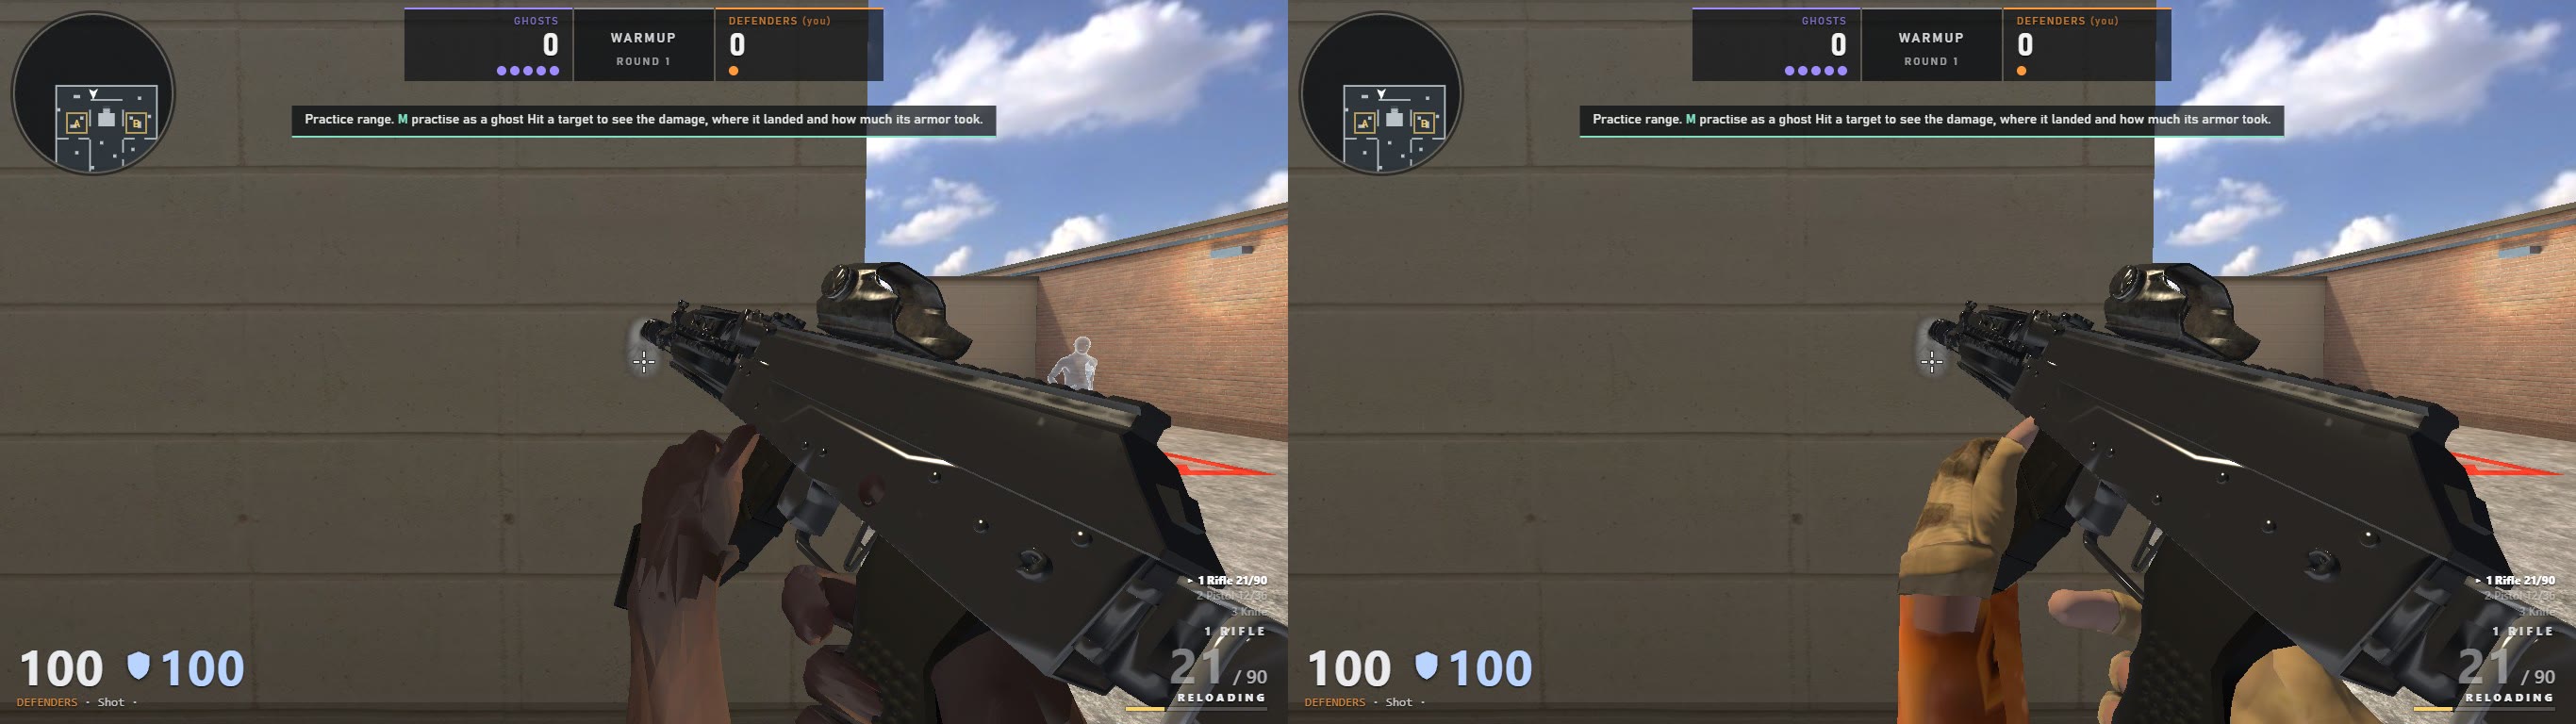 GHOSTS
0
WARMUP
ROUND 1
DEFENDERS (you)
0
Practice range. M practise as a ghost Hit a target to see the damage, where it landed and how much its armor took.
A
B
1 Rifle 21/90
2 Pistol 12/36
3 Knife
1 RIFLE
21 / 90
RELOADING
100 100
DEFENDERS · Shot ·
GHOSTS
0
WARMUP
ROUND 1
DEFENDERS (you)
0
Practice range. M practise as a ghost Hit a target to see the damage, where it landed and how much its armor took.
A
B
1 Rifle 21/90
2 Pistol 12/36
3 Knife
1 RIFLE
21 / 90
RELOADING
100 100
DEFENDERS · Shot ·